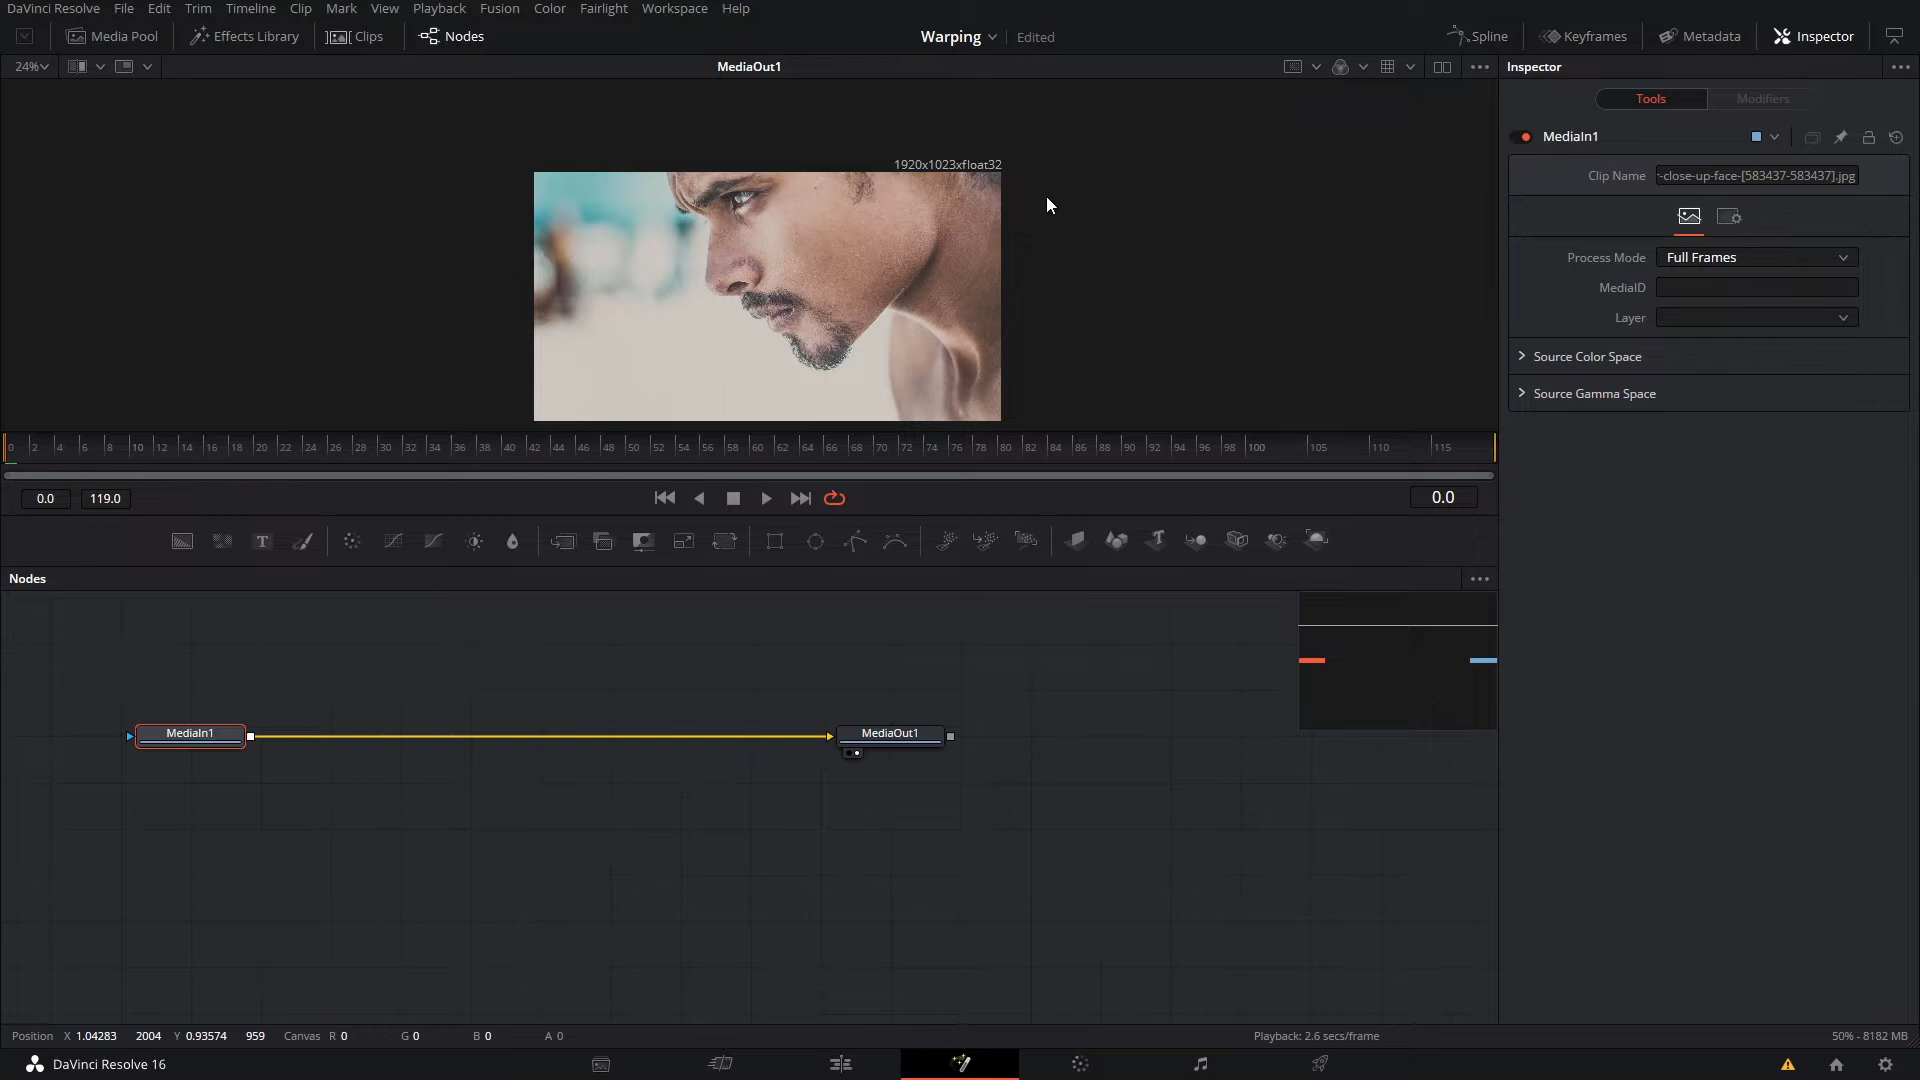 DaVinci Resolve File Edit Trim Timeline Clip Mark View Playback Fusion Color Fairlight Workspace Help
Media Pool Effects Library Clips Nodes Warping Edited Spline Keyframes Metadata Inspector
24% MediaOut1 Inspector
Tools Modifiers
MediaIn1
1920x1023xfloat32
Clip Name -close-up-face-[583437-583437].jpg
Process Mode Full Frames
MediaID
Layer
Source Color Space
Source Gamma Space
0 2 4 6 8 10 12 14 16 18 20 22 24 26 28 30 32 34 36 38 40 42 44 46 48 50 52 54 56 58 60 62 64 66 68 70 72 74 76 78 80 82 84 86 88 90 92 94 96 98 100 105 110 115
0.0 119.0 0.0
T T
Nodes
MediaIn1 MediaOut1
Position X 1.04283 2004 Y 0.93574 959 Canvas R 0 G 0 B 0 A 0 Playback: 2.6 secs/frame 50% - 8182 MB
DaVinci Resolve 16